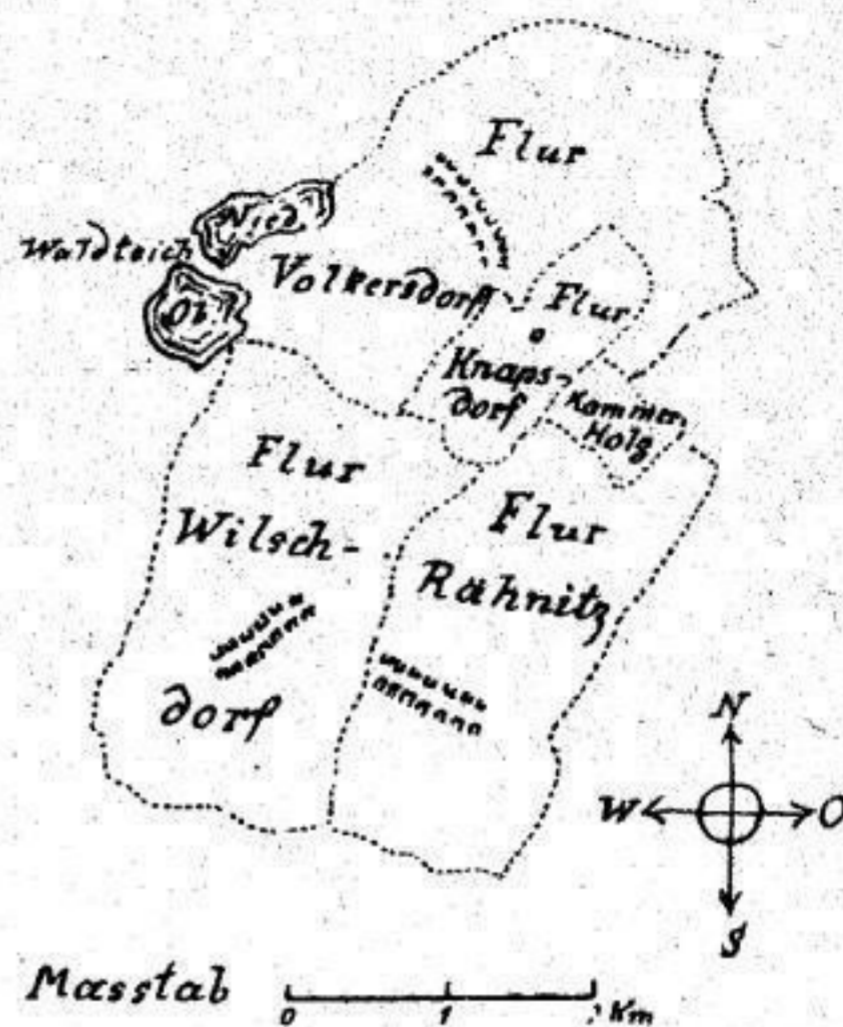 Flur
Nied
Waldteich
Volkersdorf
Flur
Ob
Knaps-
dorf
Kammer
Holz
Flur
Wilsch-
dorf
Flur
Rähnitz
N
W
O
S
Masstab
0
1
Km